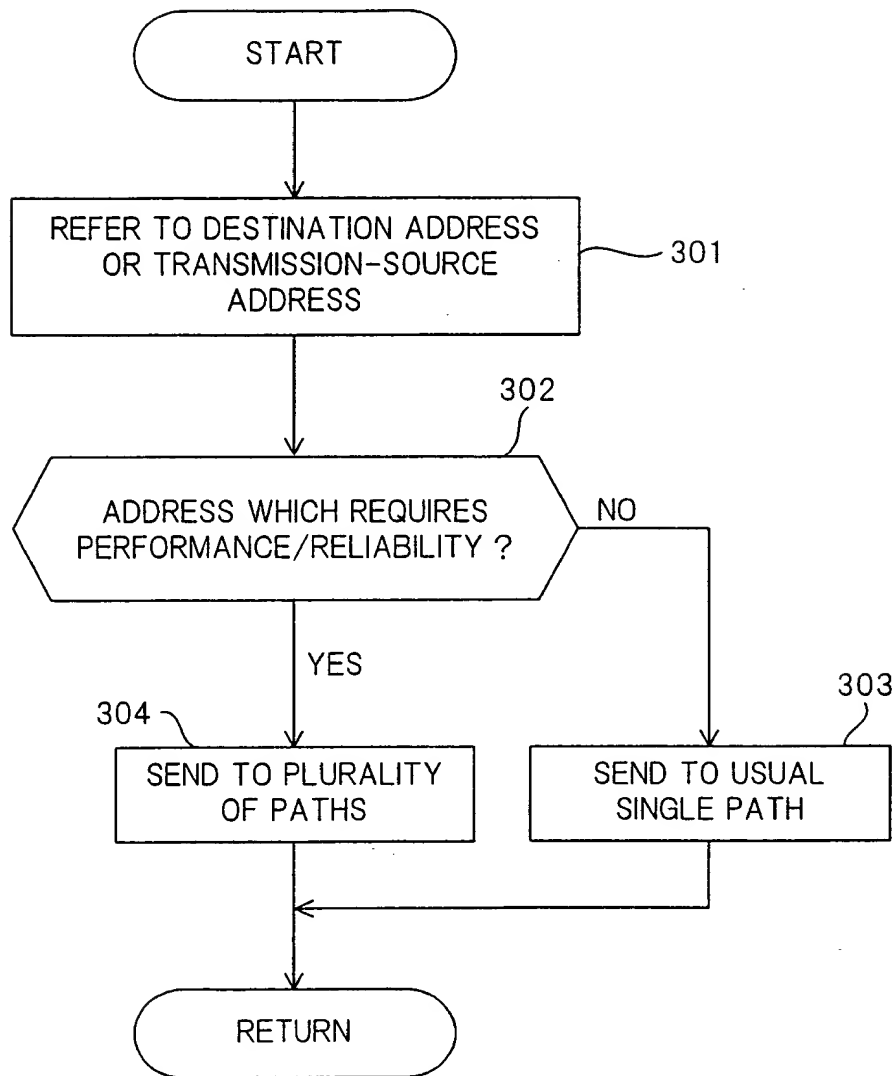 START
REFER TO DESTINATION ADDRESS
OR TRANSMISSION-SOURCE
ADDRESS
301
302
ADDRESS WHICH REQUIRES
PERFORMANCE/RELIABILITY ?
NO
YES
304
303
SEND TO PLURALITY
OF PATHS
SEND TO USUAL
SINGLE PATH
RETURN